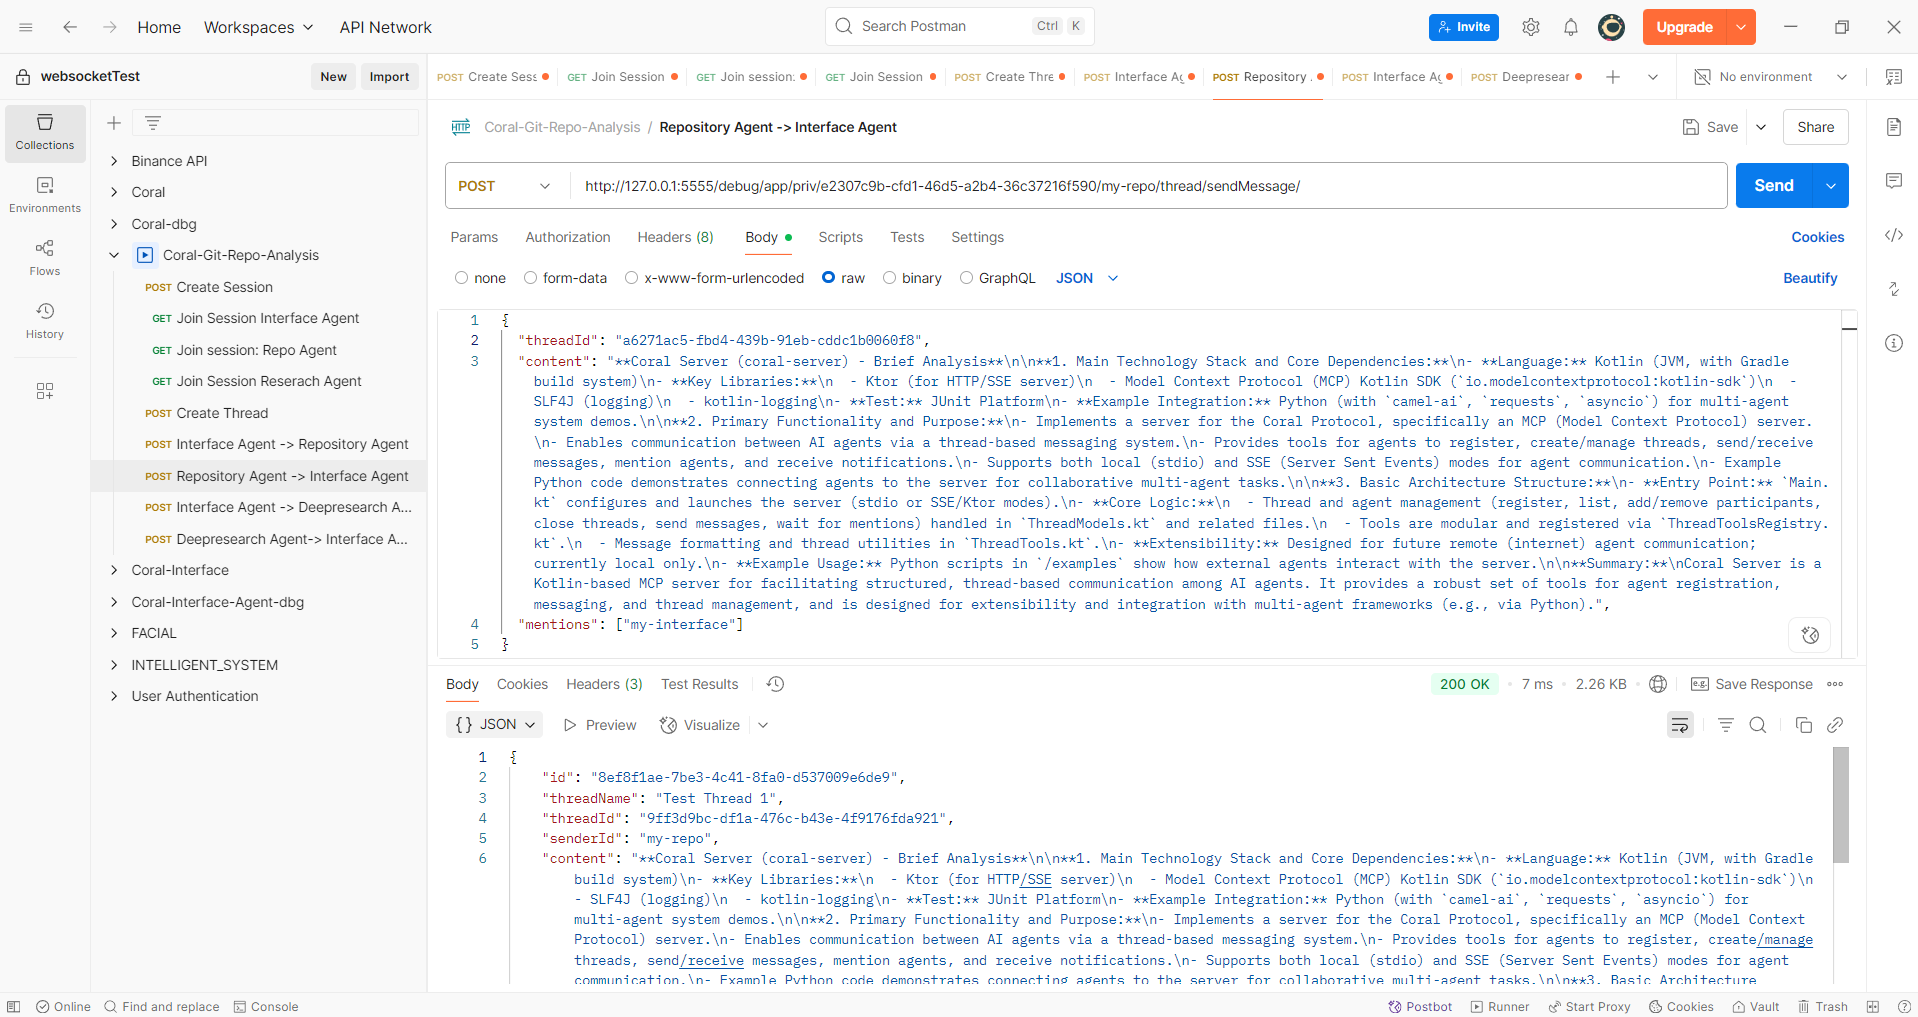 Home Workspaces API Network Search Postman Ctrl K Invite Upgrade
websocketTest New Import POST Create Sess GET Join Session GET Join session: GET Join Session POST Create Thre POST Interface Ag POST Repository . POST Interface Ag POST Deepresear No environment
Collections
Environments
Flows
History
Binance API
Coral
Coral-dbg
Coral-Git-Repo-Analysis
POST Create Session
GET Join Session Interface Agent
GET Join session: Repo Agent
GET Join Session Reserach Agent
POST Create Thread
POST Interface Agent -> Repository Agent
POST Repository Agent -> Interface Agent
POST Interface Agent -> Deepresearch A...
POST Deepresearch Agent-> Interface A...
Coral-Interface
Coral-Interface-Agent-dbg
FACIAL
INTELLIGENT_SYSTEM
User Authentication
HTTP Coral-Git-Repo-Analysis / Repository Agent -> Interface Agent Save Share
POST http://127.0.0.1:5555/debug/app/priv/e2307c9b-cfd1-46d5-a2b4-36c37216f590/my-repo/thread/sendMessage/ Send
Params Authorization Headers (8) Body Scripts Tests Settings Cookies
none form-data x-www-form-urlencoded raw binary GraphQL JSON Beautify
1 {
2 "threadId": "a6271ac5-fbd4-439b-91eb-cddc1b0060f8",
3 "content": "**Coral Server (coral-server) - Brief Analysis**\n\n**1. Main Technology Stack and Core Dependencies:**\n- **Language:** Kotlin (JVM, with Gradle
build system)\n- **Key Libraries:**\n  - Ktor (for HTTP/SSE server)\n  - Model Context Protocol (MCP) Kotlin SDK (`io.modelcontextprotocol:kotlin-sdk`)\n  -
SLF4J (logging)\n  - kotlin-logging\n- **Test:** JUnit Platform\n- **Example Integration:** Python (with `camel-ai`, `requests`, `asyncio`) for multi-agent
system demos.\n\n**2. Primary Functionality and Purpose:**\n- Implements a server for the Coral Protocol, specifically an MCP (Model Context Protocol) server.
\n- Enables communication between AI agents via a thread-based messaging system.\n- Provides tools for agents to register, create/manage threads, send/receive
messages, mention agents, and receive notifications.\n- Supports both local (stdio) and SSE (Server Sent Events) modes for agent communication.\n- Example
Python code demonstrates connecting agents to the server for collaborative multi-agent tasks.\n\n**3. Basic Architecture Structure:**\n- **Entry Point:** `Main.
kt` configures and launches the server (stdio or SSE/Ktor modes).\n- **Core Logic:**\n  - Thread and agent management (register, list, add/remove participants,
close threads, send messages, wait for mentions) handled in `ThreadModels.kt` and related files.\n  - Tools are modular and registered via `ThreadToolsRegistry.
kt`.\n  - Message formatting and thread utilities in `ThreadTools.kt`.\n- **Extensibility:** Designed for future remote (internet) agent communication;
currently local only.\n- **Example Usage:** Python scripts in `/examples` show how external agents interact with the server.\n\n**Summary:**\nCoral Server is a
Kotlin-based MCP server for facilitating structured, thread-based communication among AI agents. It provides a robust set of tools for agent registration,
messaging, and thread management, and is designed for extensibility and integration with multi-agent frameworks (e.g., via Python).",
4 "mentions": ["my-interface"]
5 }
Body Cookies Headers (3) Test Results 200 OK 7 ms 2.26 KB e.g. Save Response
{} JSON Preview Visualize
1 {
2 "id": "8ef8f1ae-7be3-4c41-8fa0-d537009e6de9",
3 "threadName": "Test Thread 1",
4 "threadId": "9ff3d9bc-df1a-476c-b43e-4f9176fda921",
5 "senderId": "my-repo",
6 "content": "**Coral Server (coral-server) - Brief Analysis**\n\n**1. Main Technology Stack and Core Dependencies:**\n- **Language:** Kotlin (JVM, with Gradle
build system)\n- **Key Libraries:**\n  - Ktor (for HTTP/SSE server)\n  - Model Context Protocol (MCP) Kotlin SDK (`io.modelcontextprotocol:kotlin-sdk`)\n
- SLF4J (logging)\n  - kotlin-logging\n- **Test:** JUnit Platform\n- **Example Integration:** Python (with `camel-ai`, `requests`, `asyncio`) for
multi-agent system demos.\n\n**2. Primary Functionality and Purpose:**\n- Implements a server for the Coral Protocol, specifically an MCP (Model Context
Protocol) server.\n- Enables communication between AI agents via a thread-based messaging system.\n- Provides tools for agents to register, create/manage
threads, send/receive messages, mention agents, and receive notifications.\n- Supports both local (stdio) and SSE (Server Sent Events) modes for agent
communication.\n- Example Python code demonstrates connecting agents to the server for collaborative multi-agent tasks.\n\n**3. Basic Architecture
Online Find and replace Console Postbot Runner Start Proxy Cookies Vault Trash